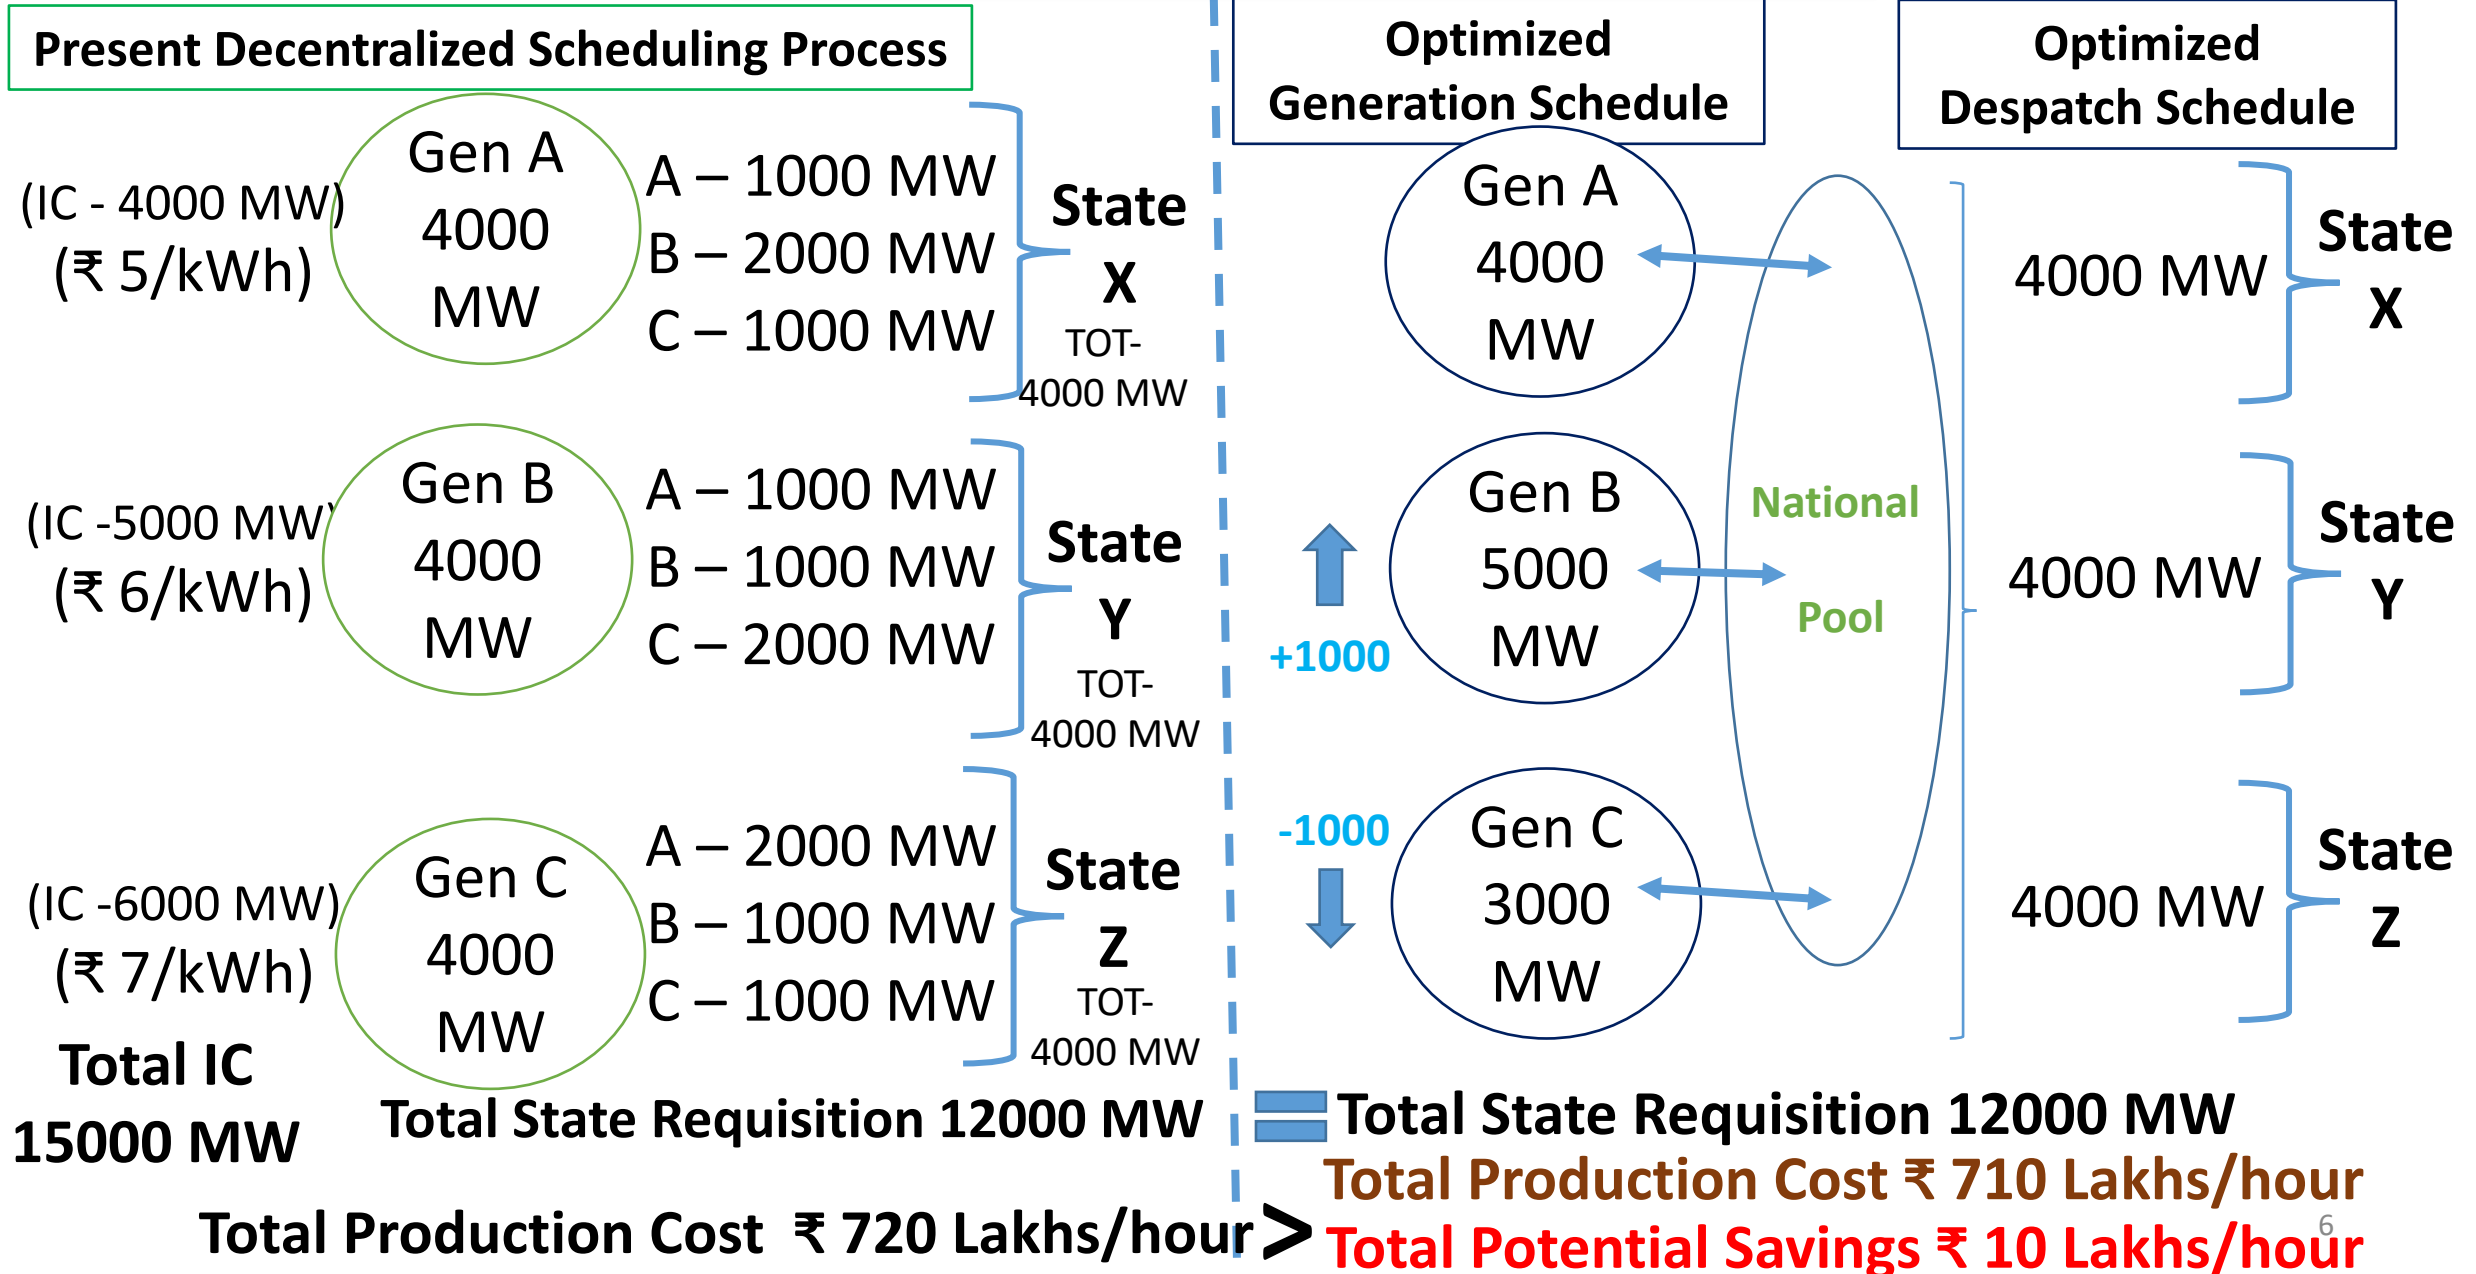 Present Decentralized Scheduling Process
(IC - 4000 MW)
(₹ 5/kWh)
Gen A
4000
MW
A – 1000 MW
B – 2000 MW
C – 1000 MW
State
X
TOT-
4000 MW
(IC -5000 MW)
(₹ 6/kWh)
Gen B
4000
MW
A – 1000 MW
B – 1000 MW
C – 2000 MW
State
Y
TOT-
4000 MW
(IC -6000 MW)
(₹ 7/kWh)
Gen C
4000
MW
A – 2000 MW
B – 1000 MW
C – 1000 MW
State
Z
TOT-
4000 MW
Total IC
15000 MW
Total State Requisition 12000 MW
Total Production Cost ₹ 720 Lakhs/hour
>
Optimized
Generation Schedule
Gen A
4000
MW
+1000
Gen B
5000
MW
-1000
Gen C
3000
MW
National
Pool
Optimized
Despatch Schedule
4000 MW
State
X
4000 MW
State
Y
4000 MW
State
Z
Total State Requisition 12000 MW
Total Production Cost ₹ 710 Lakhs/hour
Total Potential Savings ₹ 10 Lakhs/hour
6